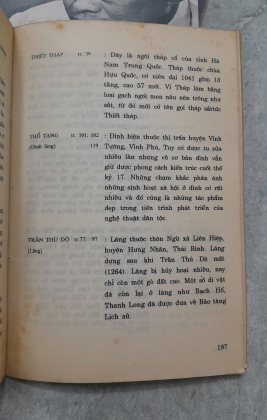 THIẾT THÁP tr. 59 : Đây là ngôi tháp cổ của tỉnh Hà
Nam Trung Quốc. Tháp thuộc chùa
Hựu Quốc, có niên đại 1041 gồm 13
tầng, cao 57 mét. Vì Tháp làm bằng
loại gạch ngói men nâu sên trông như
sắt, từ đó mới có tên gọi tháp sắt tức
Thiết tháp.
THỔ TANG tr. 101, 102 : Đình hiện thuộc thị trấn huyện Vĩnh
(Đình làng) 119 Tường, Vĩnh Phú, Tuy có được tu sửa
nhiều lần nhưng về cơ bản đình vẫn
giữ được phong cách kiến trúc cuối thế
kỷ 17. Những chạm khắc phản ánh
những sinh hoạt xã hội ở đình có rất
nhiều và đó cũng là những tác phẩm
đẹp trong tiến trình phát triển của
nghệ thuật dân tộc.
TRẦN THỦ ĐỘ tr.77, 97 : Lăng thuộc thôn Ngừ xã Liên Hiệp,
(Lăng) huyện Hưng Nhân, Thái Bình. Lăng
dựng sau khi Trần Thủ Độ mất
(1264). Lăng bị hủy hoại nhiều, nay
chỉ còn một gò đất cao. Một số di vật
đá còn lại ở lăng như Bạch Hổ,
Thanh Long đã được đưa về Bảo tàng
Lịch sử.
197